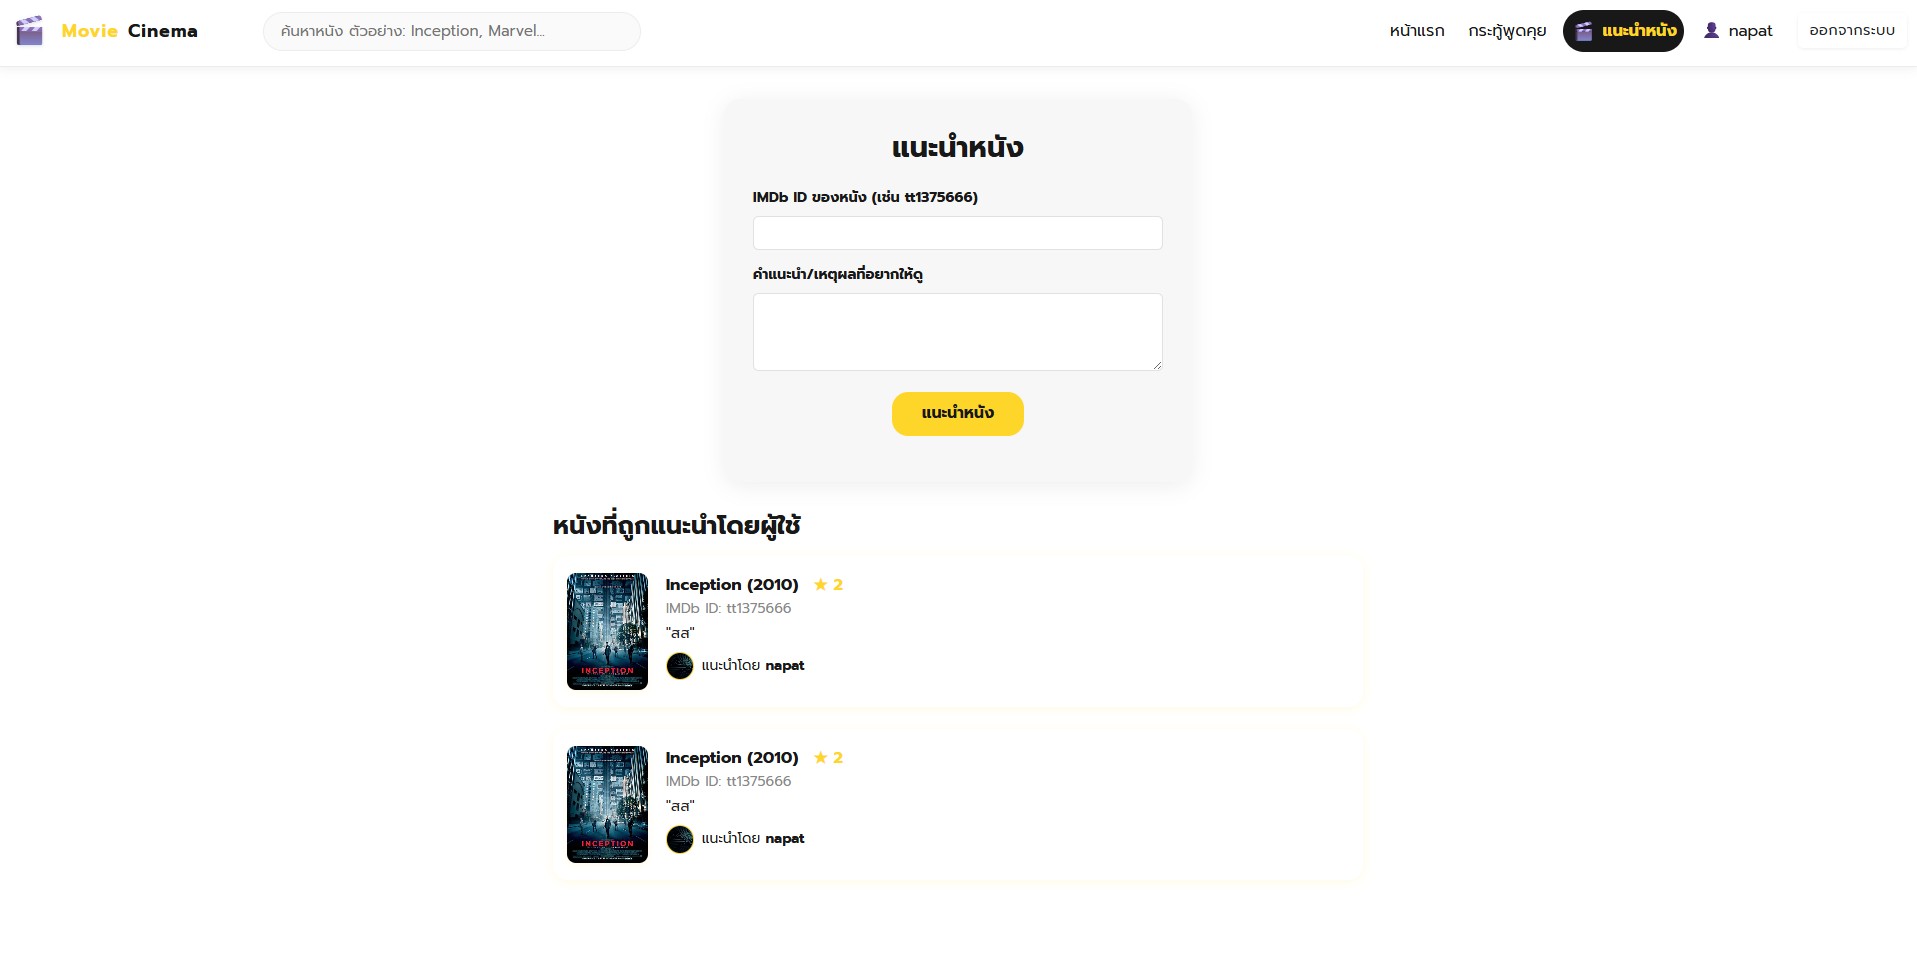 Movie Cinema
ค้นหาหนัง ตัวอย่าง: Inception, Marvel...
หน้าแรก
กระทู้พูดคุย
แนะนำหนัง
napat
ออกจากระบบ
แนะนำหนัง
IMDb ID ของหนัง (เช่น tt1375666)
คำแนะนำ/เหตุผลที่อยากให้ดู
แนะนำหนัง
หนังที่ถูกแนะนำโดยผู้ใช้
INCEPTION
Inception (2010) ★ 2
IMDb ID: tt1375666
"สส"
แนะนำโดย napat
INCEPTION
Inception (2010) ★ 2
IMDb ID: tt1375666
"สส"
แนะนำโดย napat